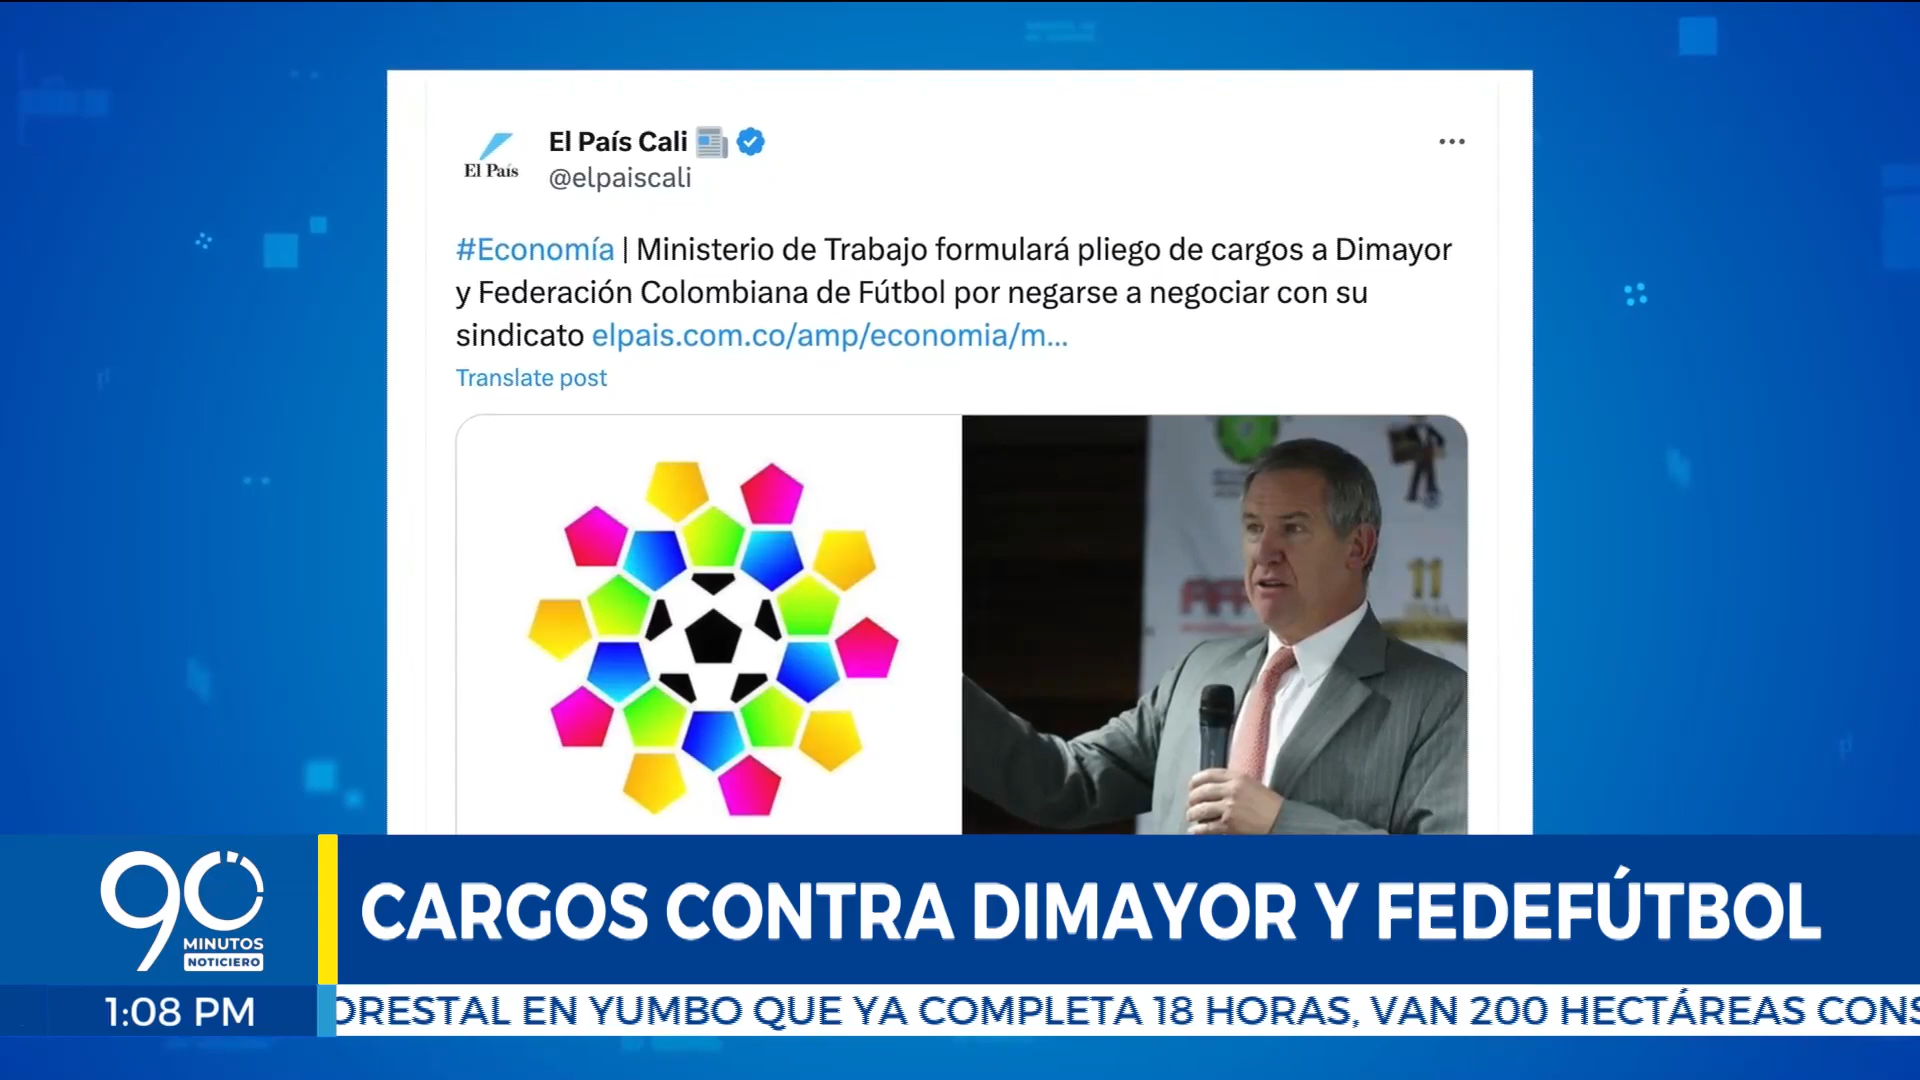 El País
El País Cali
@elpaiscali
#Economía | Ministerio de Trabajo formulará pliego de cargos a Dimayor
y Federación Colombiana de Fútbol por negarse a negociar con su
sindicato elpais.com.co/amp/economia/m...
Translate post
11
90
MINUTOS
NOTICIERO
CARGOS CONTRA DIMAYOR Y FEDEFÚTBOL
1:08 PM
ORESTAL EN YUMBO QUE YA COMPLETA 18 HORAS, VAN 200 HECTÁREAS CONS